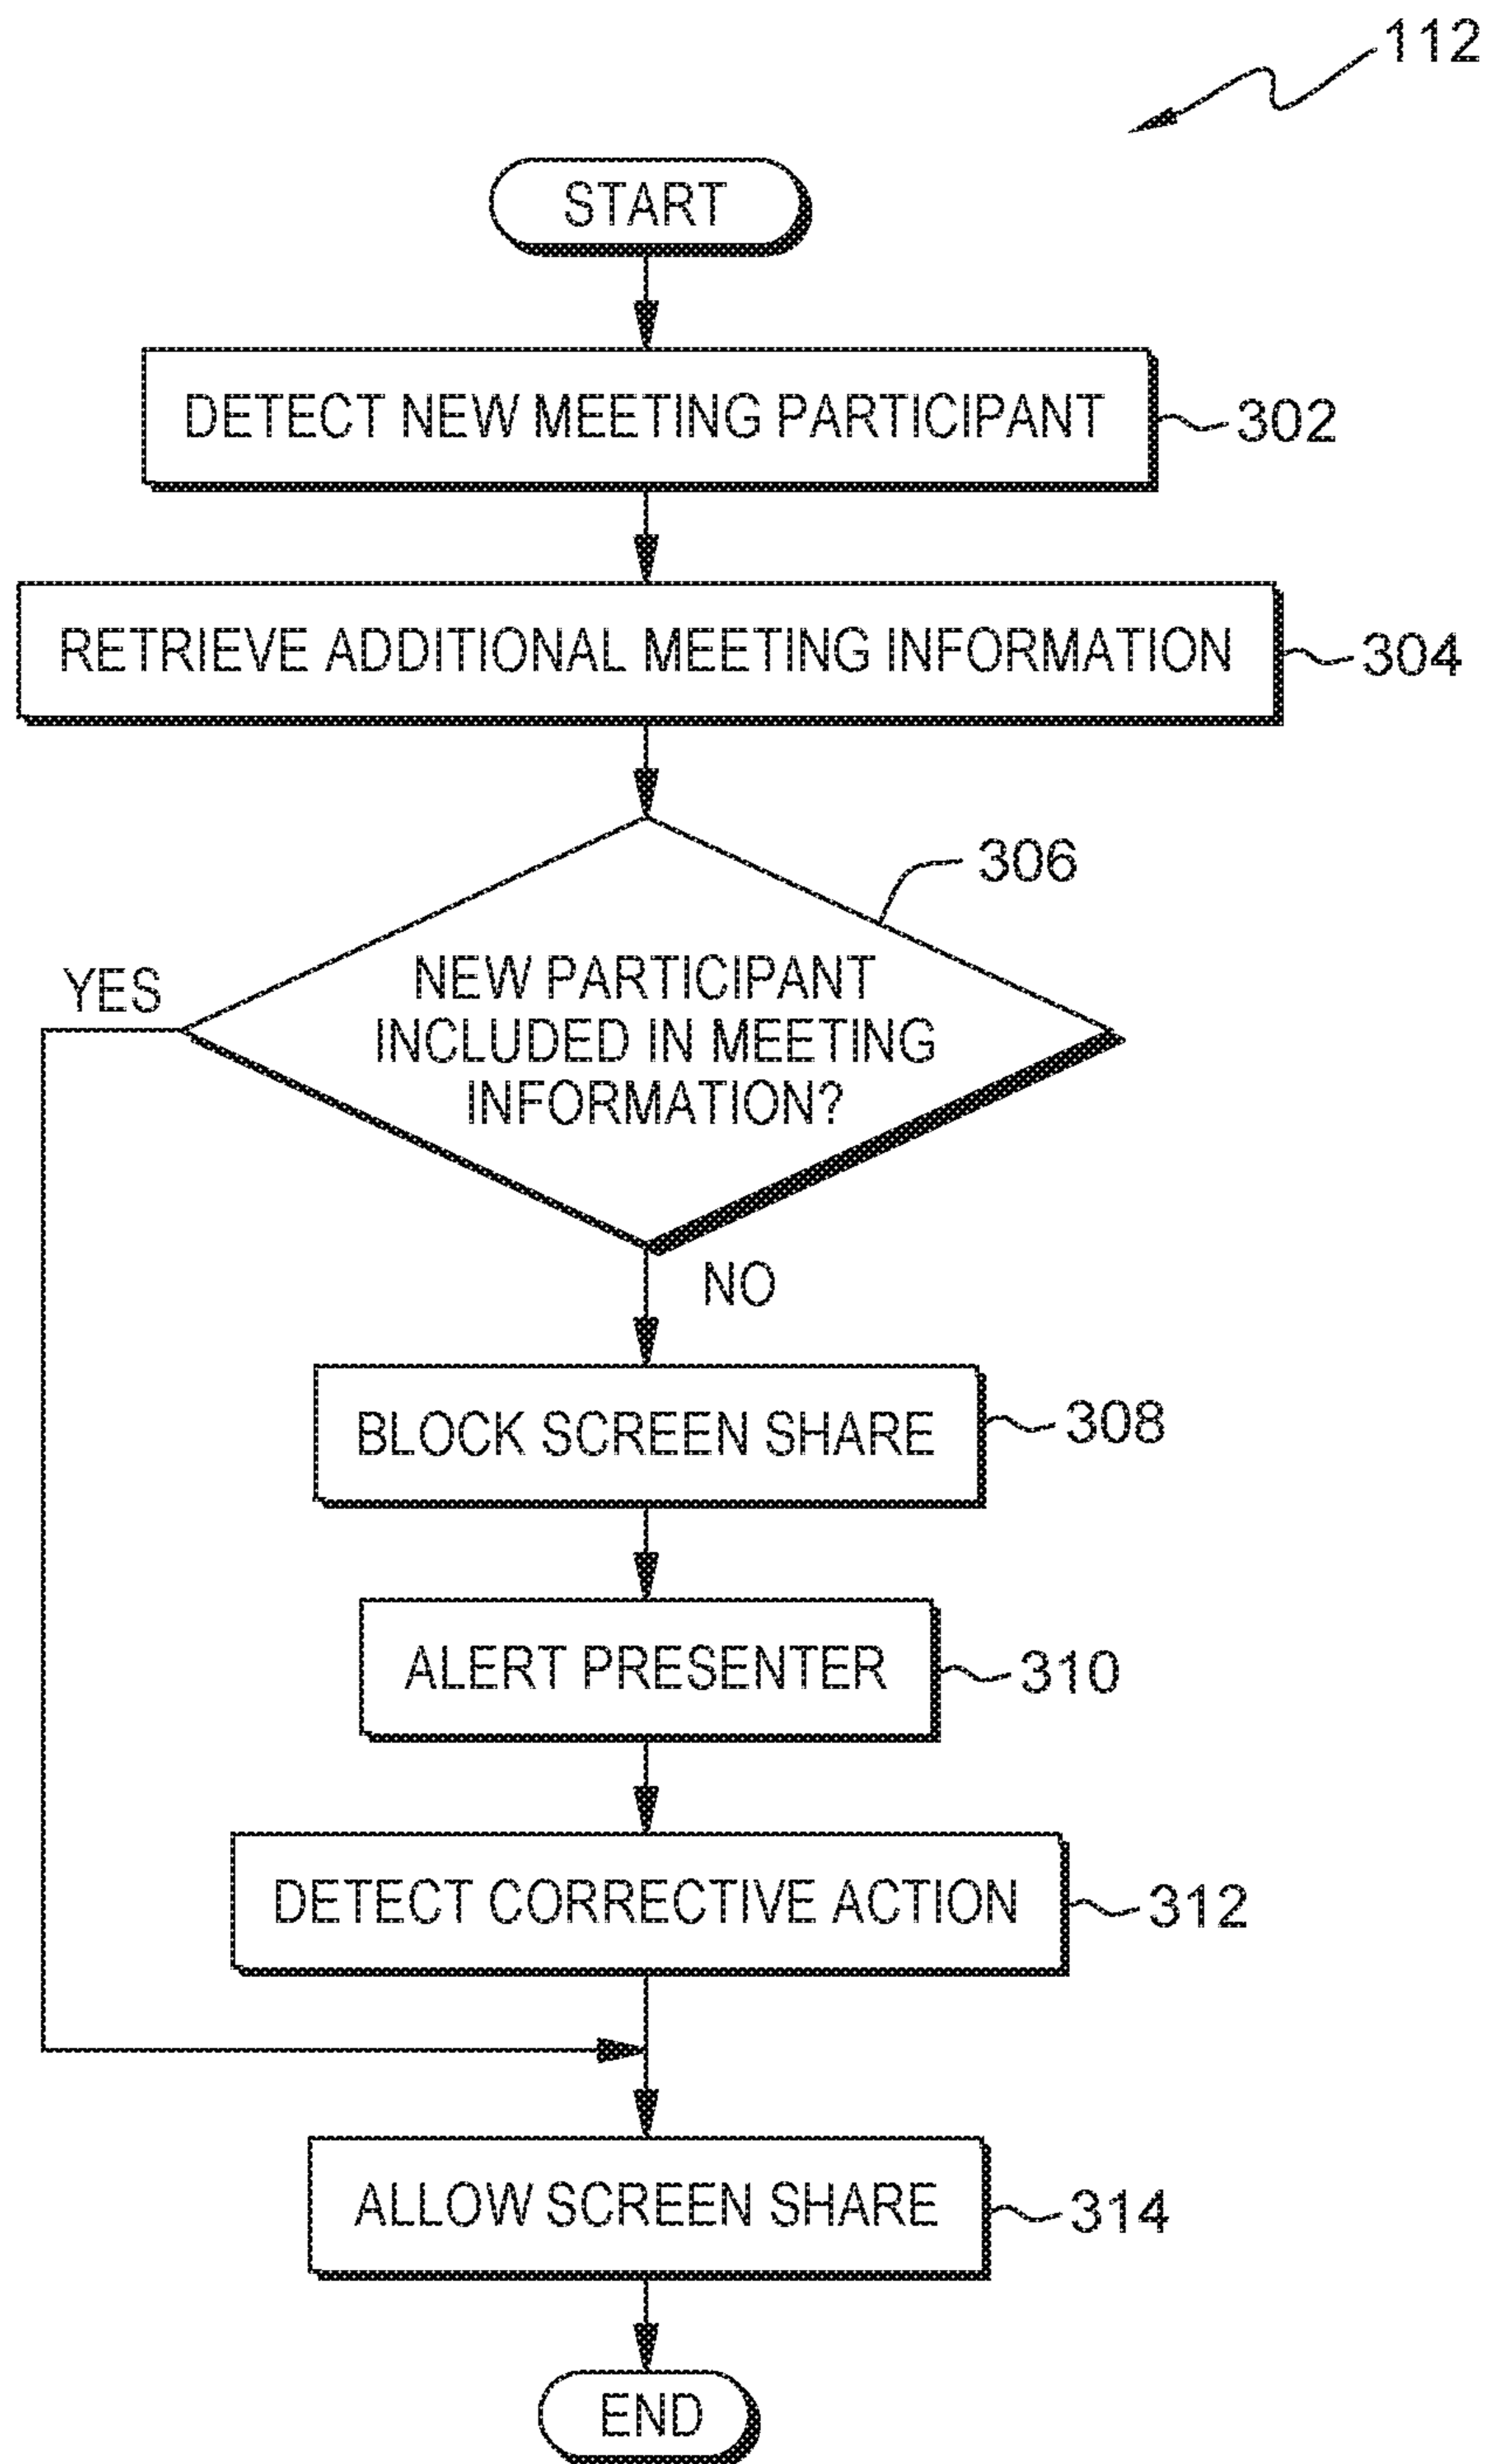 112
START
DETECT NEW MEETING PARTICIPANT
302
RETRIEVE ADDITIONAL MEETING INFORMATION
304
306
YES
NEW PARTICIPANT
INCLUDED IN MEETING
INFORMATION?
NO
BLOCK SCREEN SHARE
308
ALERT PRESENTER
310
DETECT CORRECTIVE ACTION
312
ALLOW SCREEN SHARE
314
END